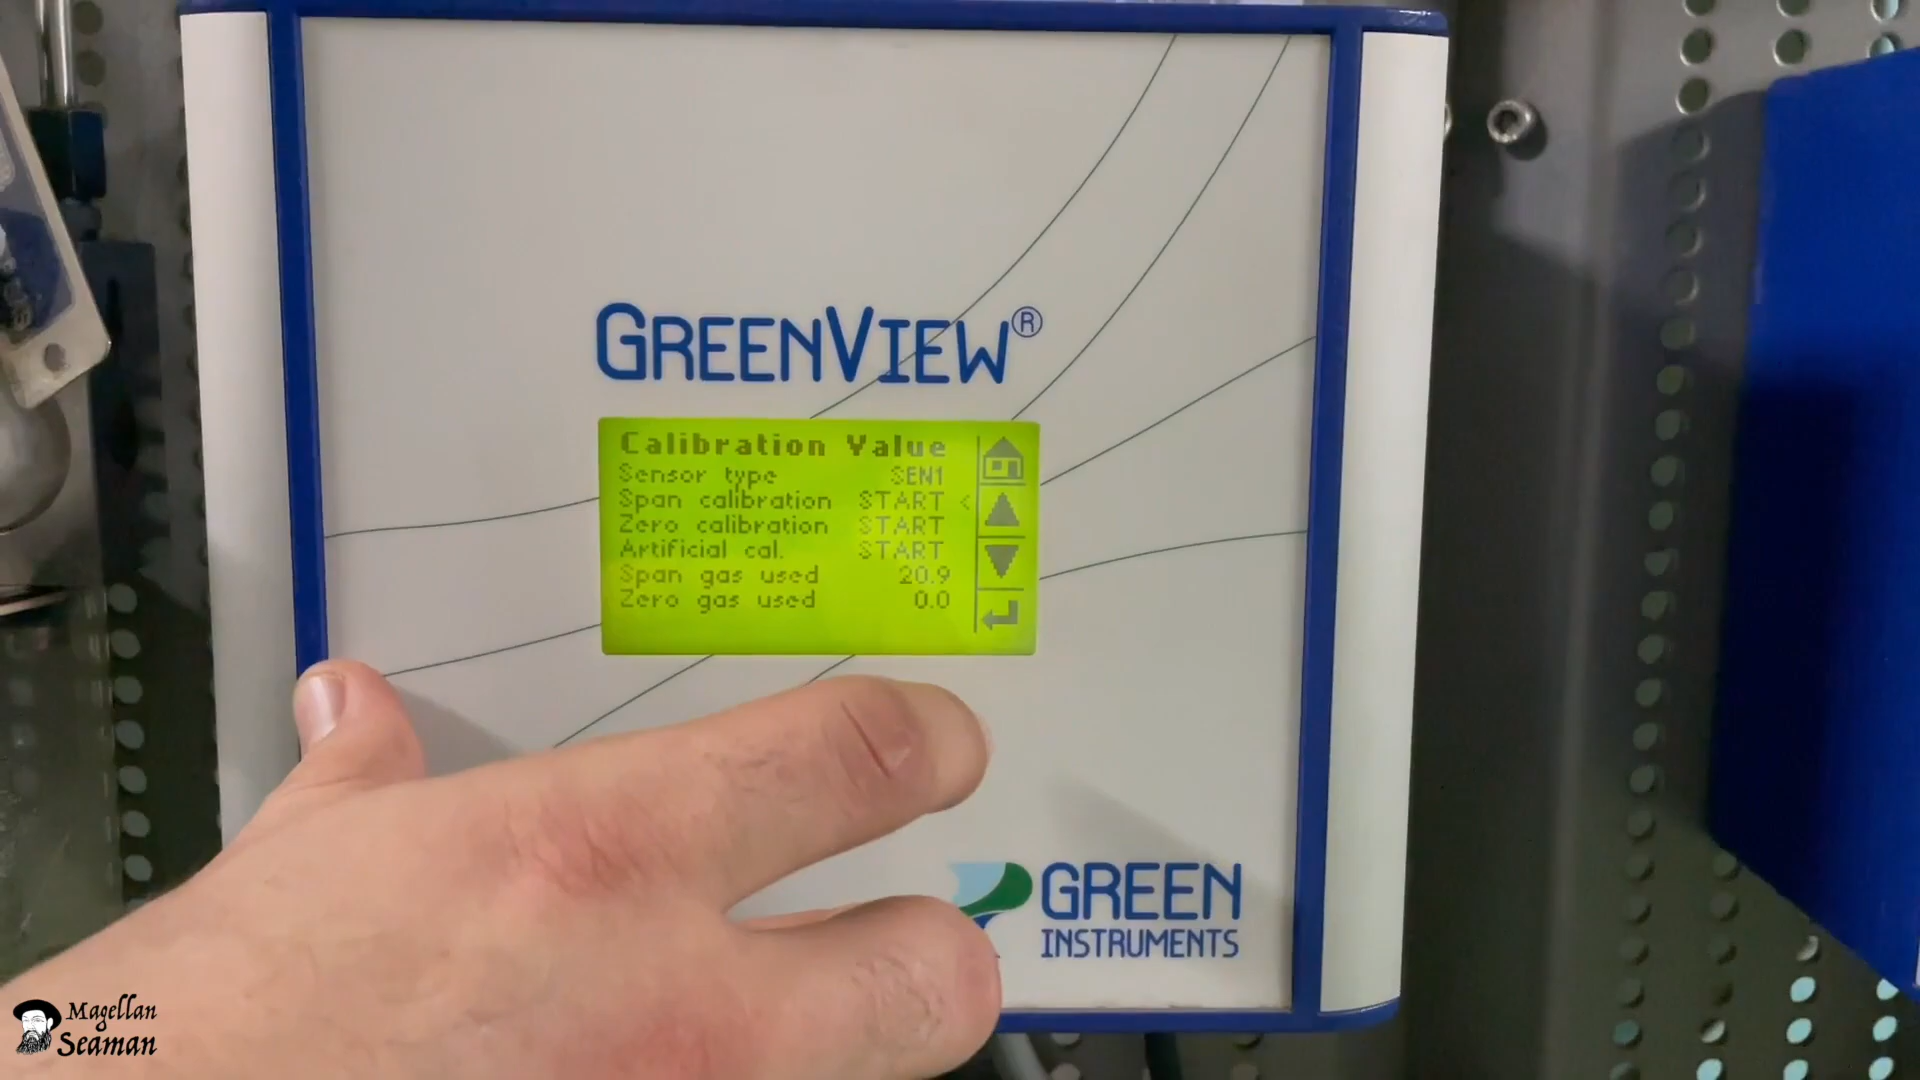 GREENVIEW®
Calibration Value
Sensor type SEN1
Span calibration START <
Zero calibration START
Artificial cal. START
Span gas used 20.9
Zero gas used 0.0
GREEN
INSTRUMENTS
Magellan
Seaman